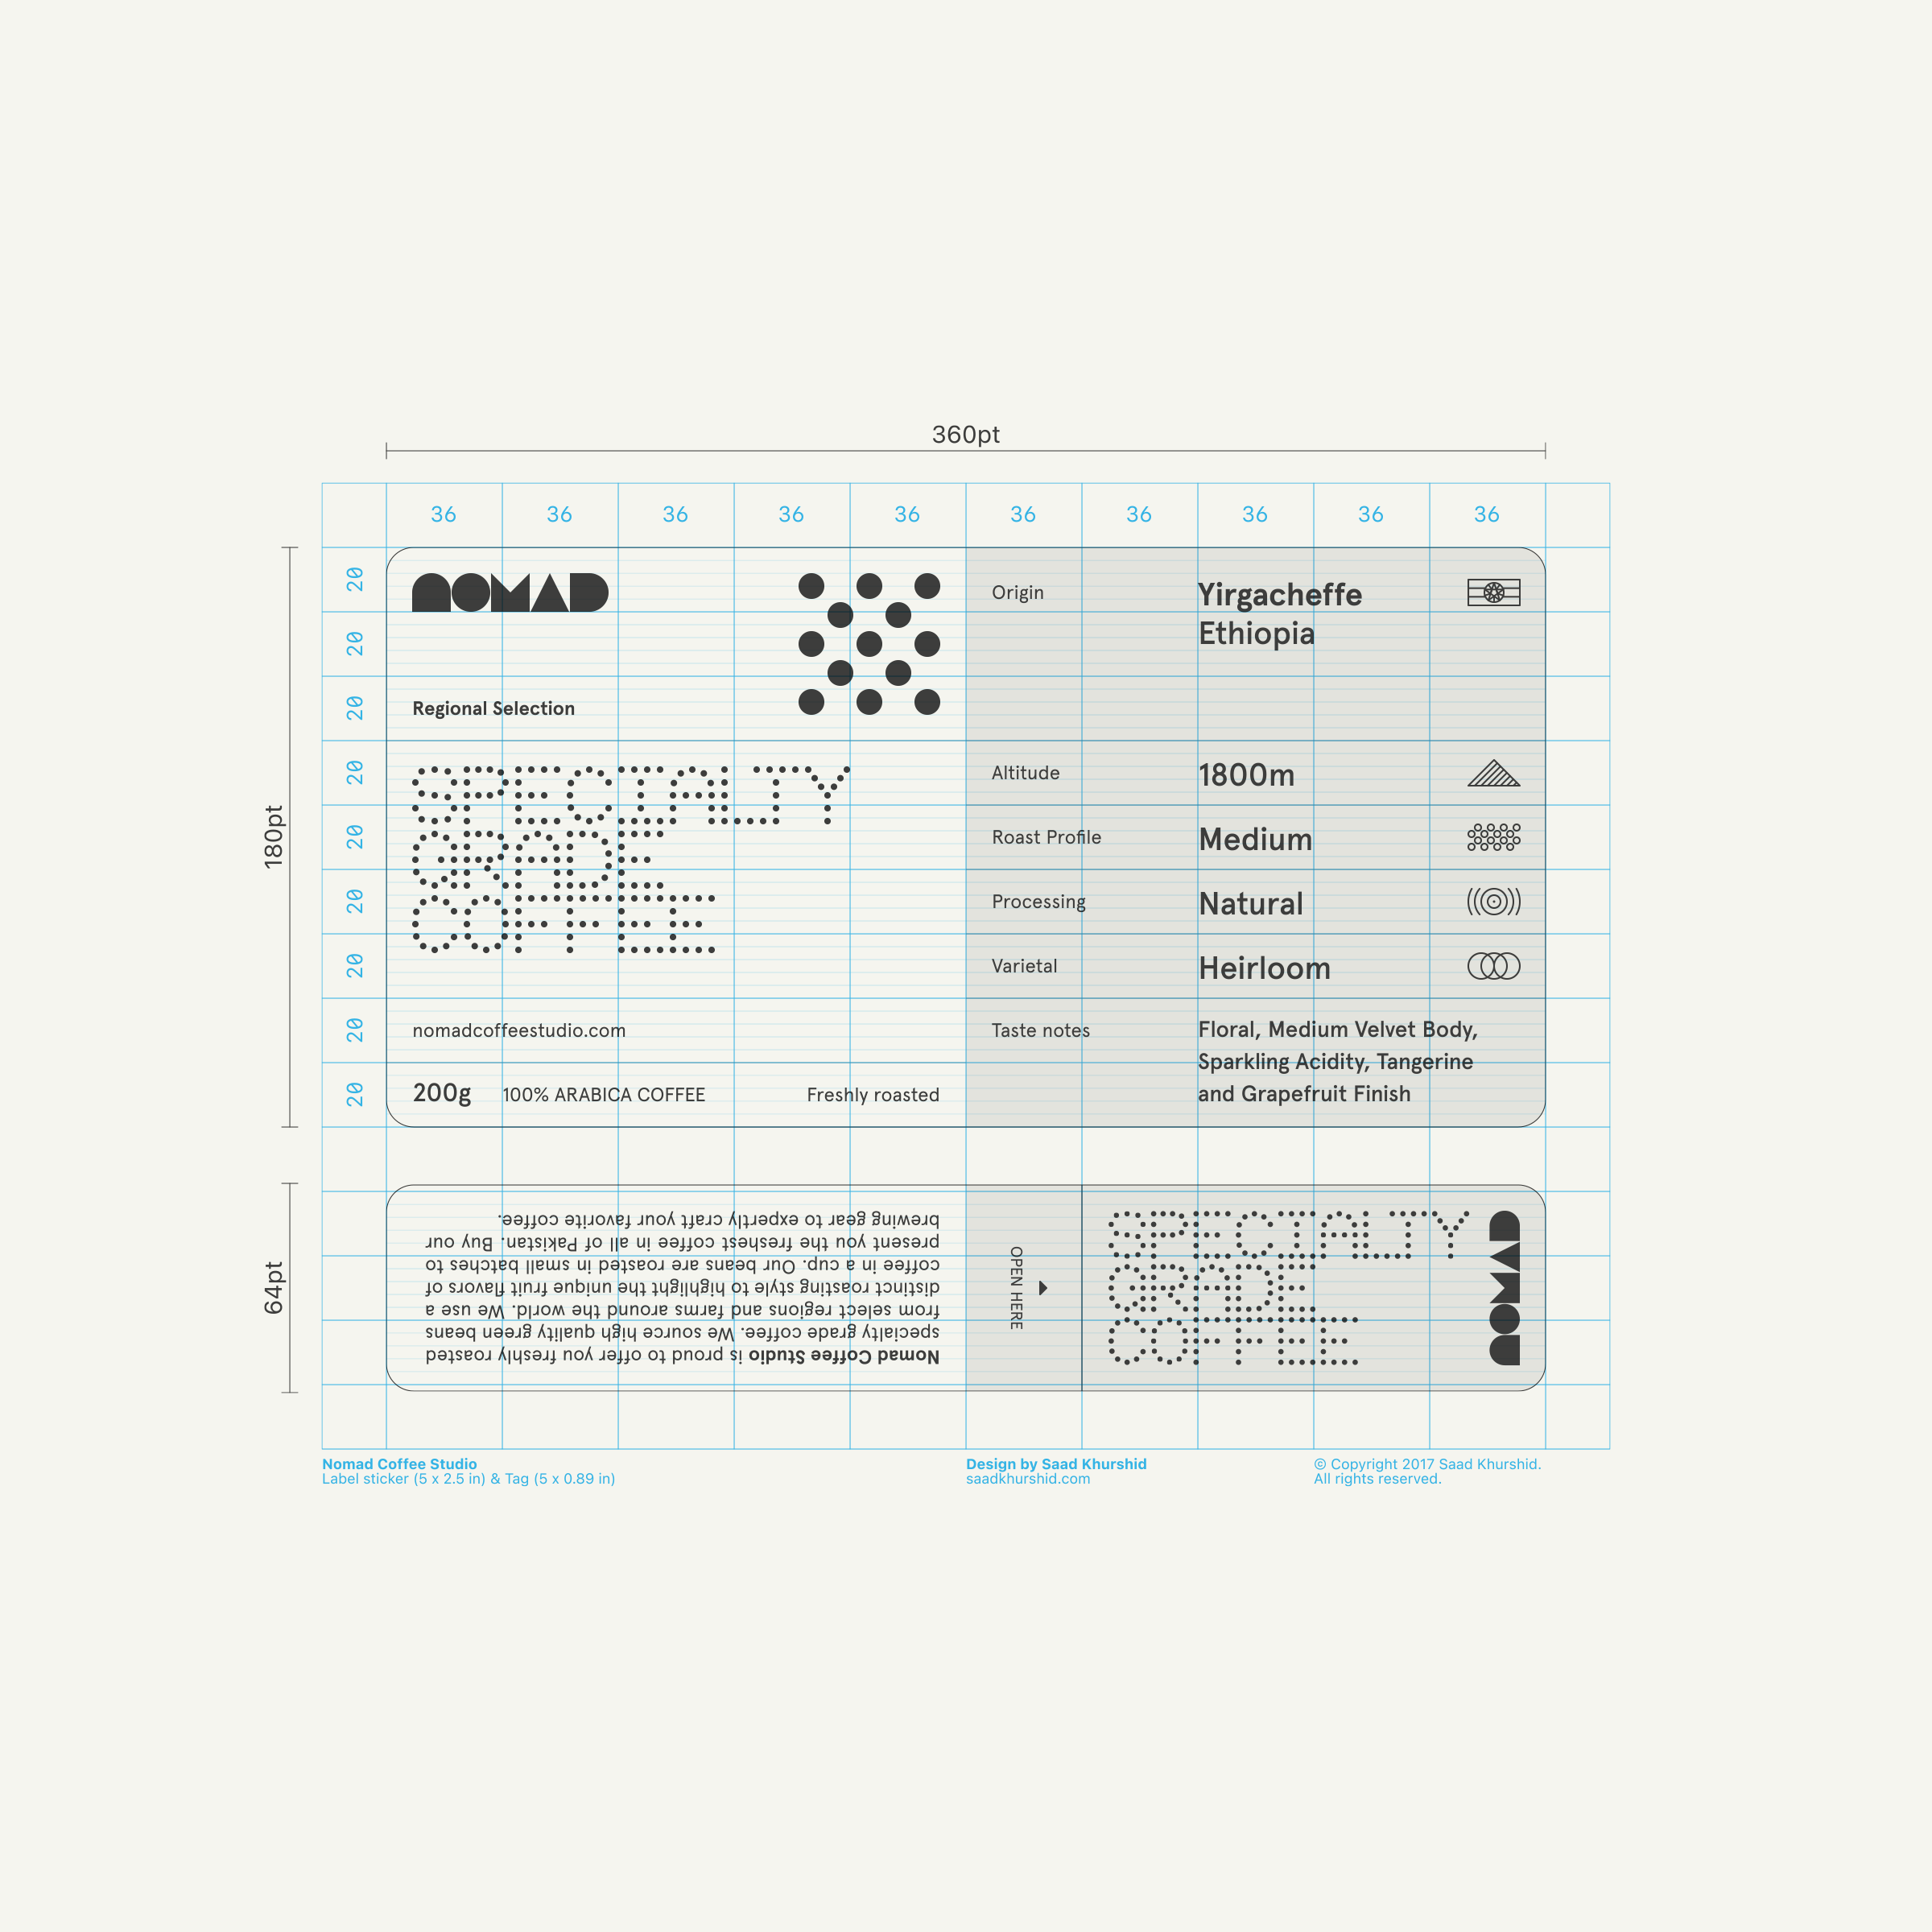 360pt
36 36 36 36 36 36 36 36 36 36
180pt
20
20
20
20
20
20
20
20
20
NOMAD
Regional Selection
SPECIALTY
GRADE
COFFEE
nomadcoffeestudio.com
200g 100% ARABICA COFFEE Freshly roasted
Origin Yirgacheffe
Ethiopia
Altitude 1800m
Roast Profile Medium
Processing Natural
Varietal Heirloom
Taste notes Floral, Medium Velvet Body,
Sparkling Acidity, Tangerine
and Grapefruit Finish
64pt
Nomad Coffee Studio is proud to offer you freshly roasted
specialty grade coffee. We source high quality green beans
from select regions and farms around the world. We use a
distinct roasting style to highlight the unique fruit flavors of
coffee in a cup. Our beans are roasted in small batches to
present you the freshest coffee in all of Pakistan. Buy our
brewing gear to expertly craft your favorite coffee.
OPEN HERE
SPECIALTY
GRADE
COFFEE
NOMAD
Nomad Coffee Studio
Label sticker (5 x 2.5 in) & Tag (5 x 0.89 in)
Design by Saad Khurshid
saadkhurshid.com
© Copyright 2017 Saad Khurshid.
All rights reserved.